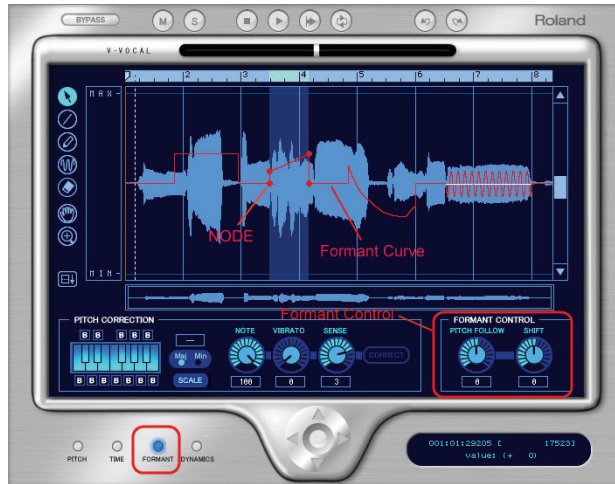 BYPASS M S Roland
V-VOCAL
2 3 4 5 6 7 8
MAX
NODE
Formant Curve
MIN
Formant Control
PITCH CORRECTION
FORMANT CONTROL
B B B B B
NOTE VIBRATO SENSE
PITCH FOLLOW SHIFT
Maj Min
CORRECT
B B B B B B B
SCALE
100 0 3
0 0
PITCH TIME FORMANT DYNAMICS
001:01:29205 [ 17523]
value: (+ 0)